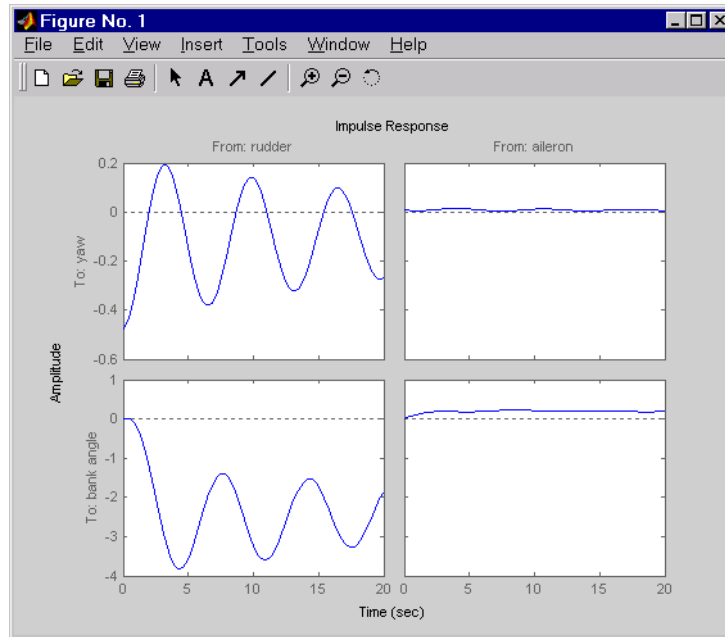 Figure No. 1
File Edit View Insert Tools Window Help
A
Impulse Response
From: rudder From: aileron
To: yaw
0.2
0
-0.2
-0.4
-0.6
Amplitude
To: bank angle
1
0
-1
-2
-3
-4
0 5 10 15 20 0 5 10 15 20
Time (sec)